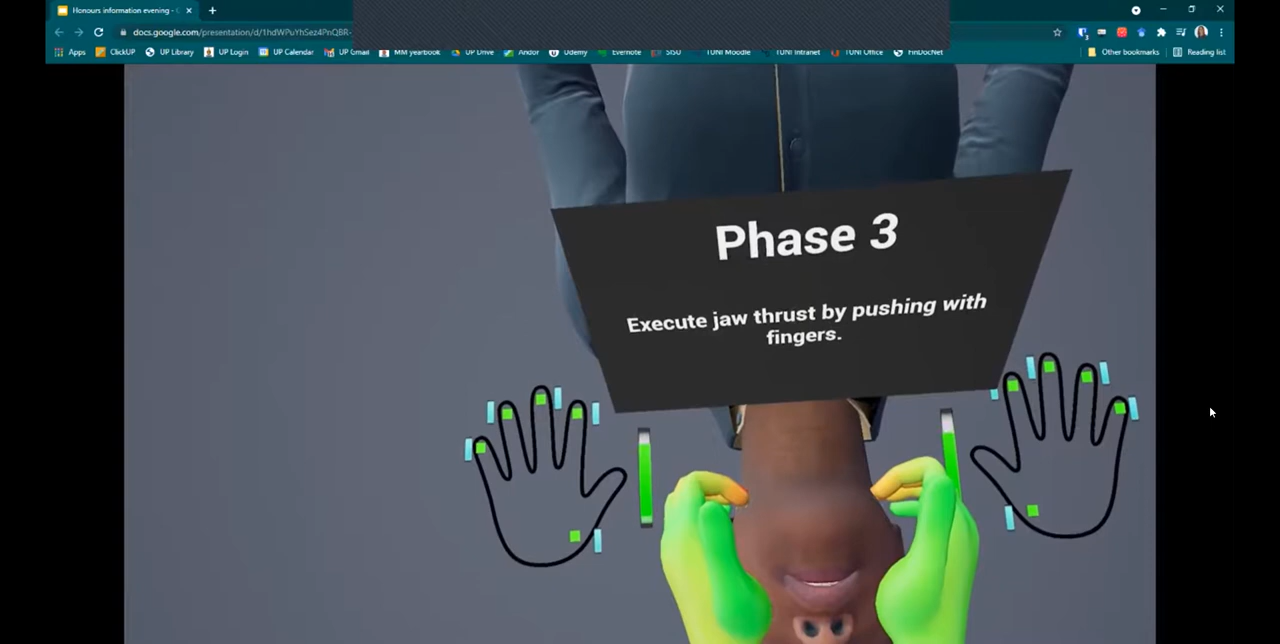 Honours information evening - G
docs.google.com/presentation/d/1hdWPuYhSez4PnQBR-
Apps ClickUP UP Library UP Login UP Calendar UP Gmail MM yearbook UP Drive Andor Udemy Evernote SISU TUNI Moodle TUNI Intranet TUNI Office FinDocNet Other bookmarks Reading list
Phase 3
Execute jaw thrust by pushing with
fingers.